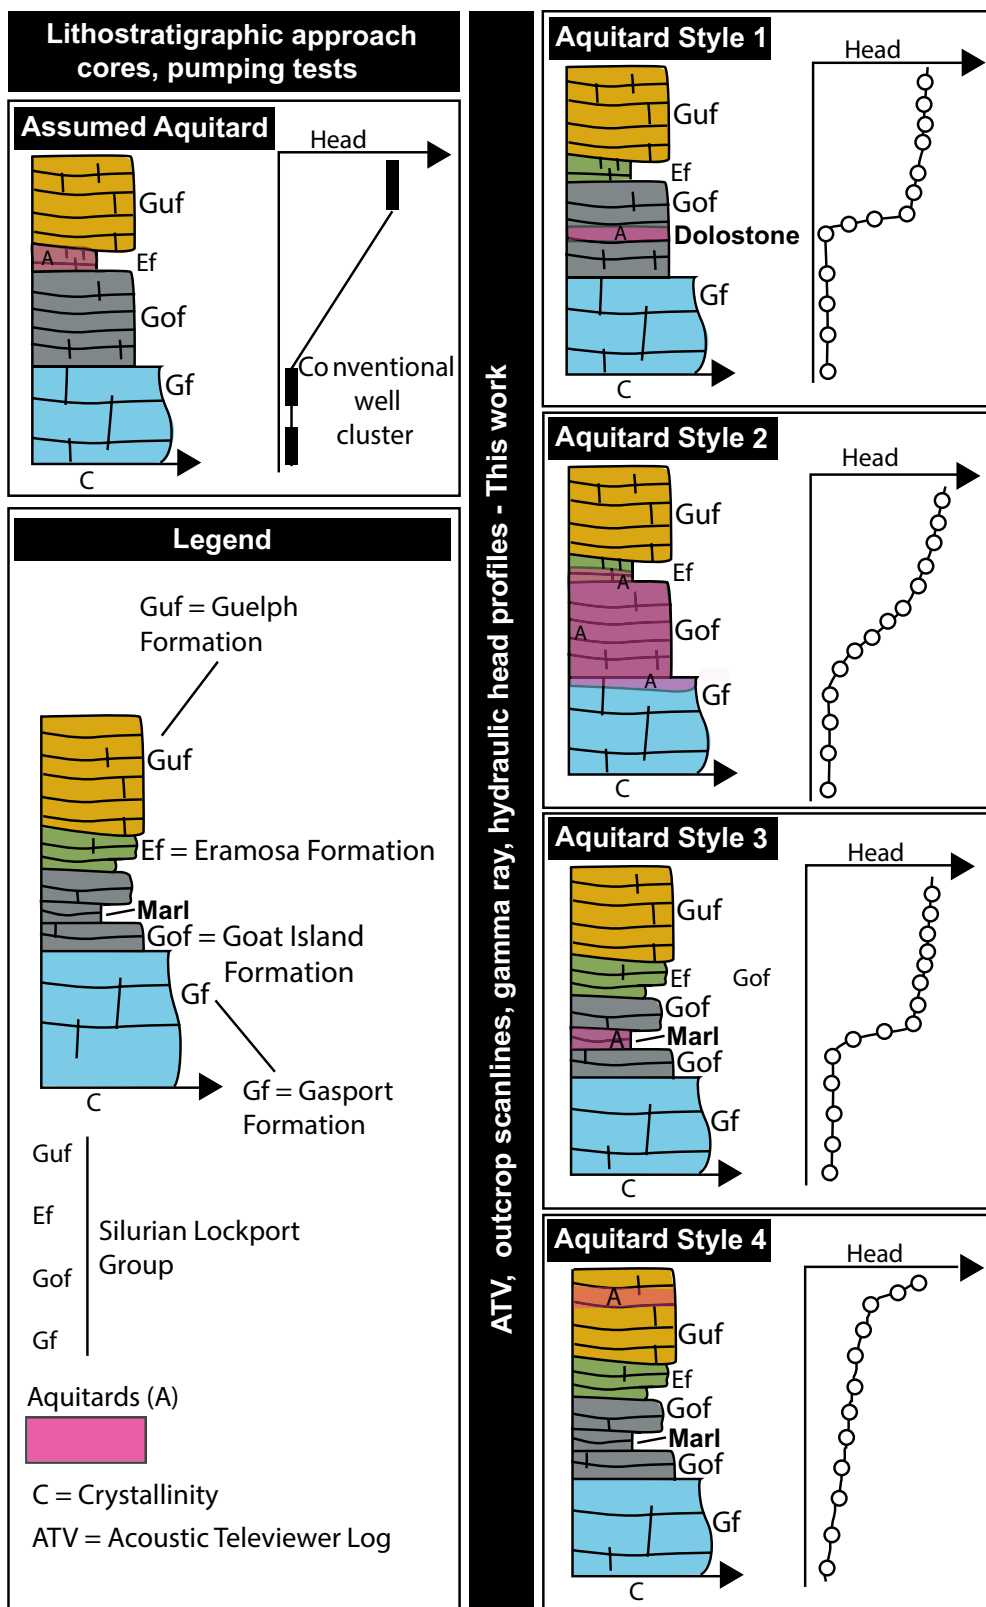 Lithostratigraphic approach
cores, pumping tests
Assumed Aquitard
Head
Guf
A
Ef
Gof
Gf
C
Conventional
well
cluster
Legend
Guf = Guelph
Formation
Guf
Ef = Eramosa Formation
Marl
Gof = Goat Island
Formation
Gf
C
Gf = Gasport
Formation
Guf
Ef
Gof
Gf
Silurian Lockport
Group
Aquitards (A)
C = Crystallinity
ATV = Acoustic Televiewer Log
ATV, outcrop scanlines, gamma ray, hydraulic head profiles - This work
Aquitard Style 1
Head
Guf
Ef
Gof
A
Dolostone
Gf
C
Aquitard Style 2
Head
Guf
Ef
A
Gof
A
A
Gf
C
Aquitard Style 3
Head
Guf
Ef
Gof
Gof
A
Marl
Gof
Gf
C
Aquitard Style 4
Head
A
Guf
Ef
Gof
Marl
Gof
Gf
C